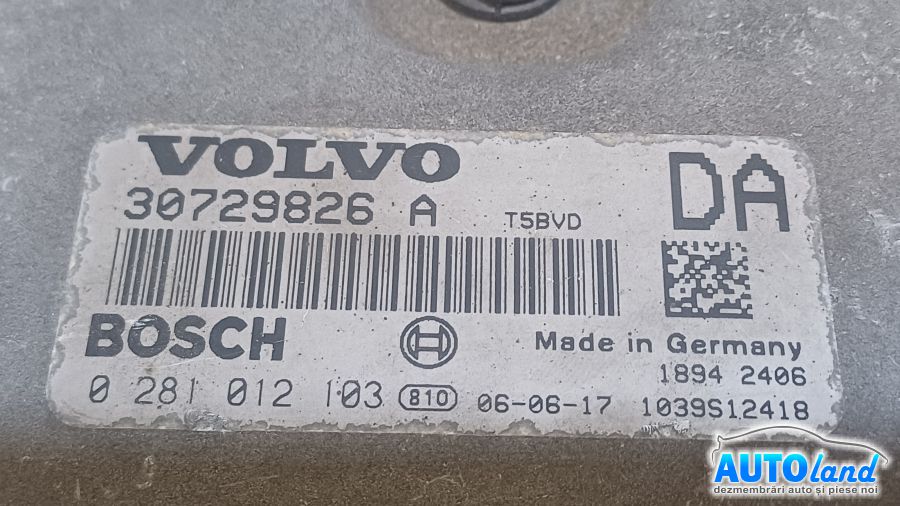 VOLVO
30729826 A T5BVD
DA
BOSCH
Made in Germany
1894 2406
0 281 012 103 810 06-06-17 1039S12418
AUTOland
dezmembrări auto și piese noi